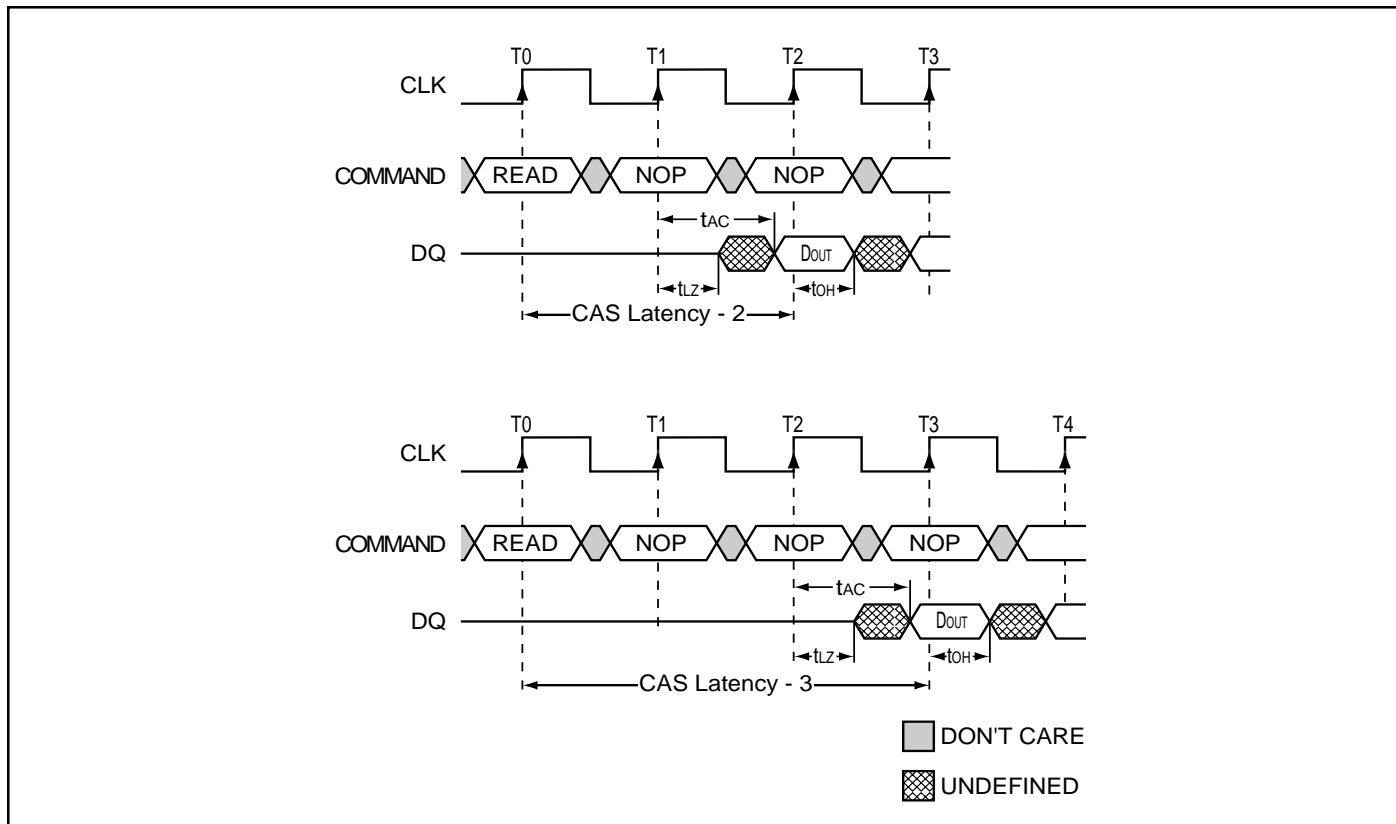 T0 T1 T2 T3
CLK
COMMAND READ NOP NOP
tAC
DQ DOUT
tLZ tOH
CAS Latency - 2
T0 T1 T2 T3 T4
CLK
COMMAND READ NOP NOP NOP
tAC
DQ DOUT
tLZ tOH
CAS Latency - 3
DON'T CARE
UNDEFINED